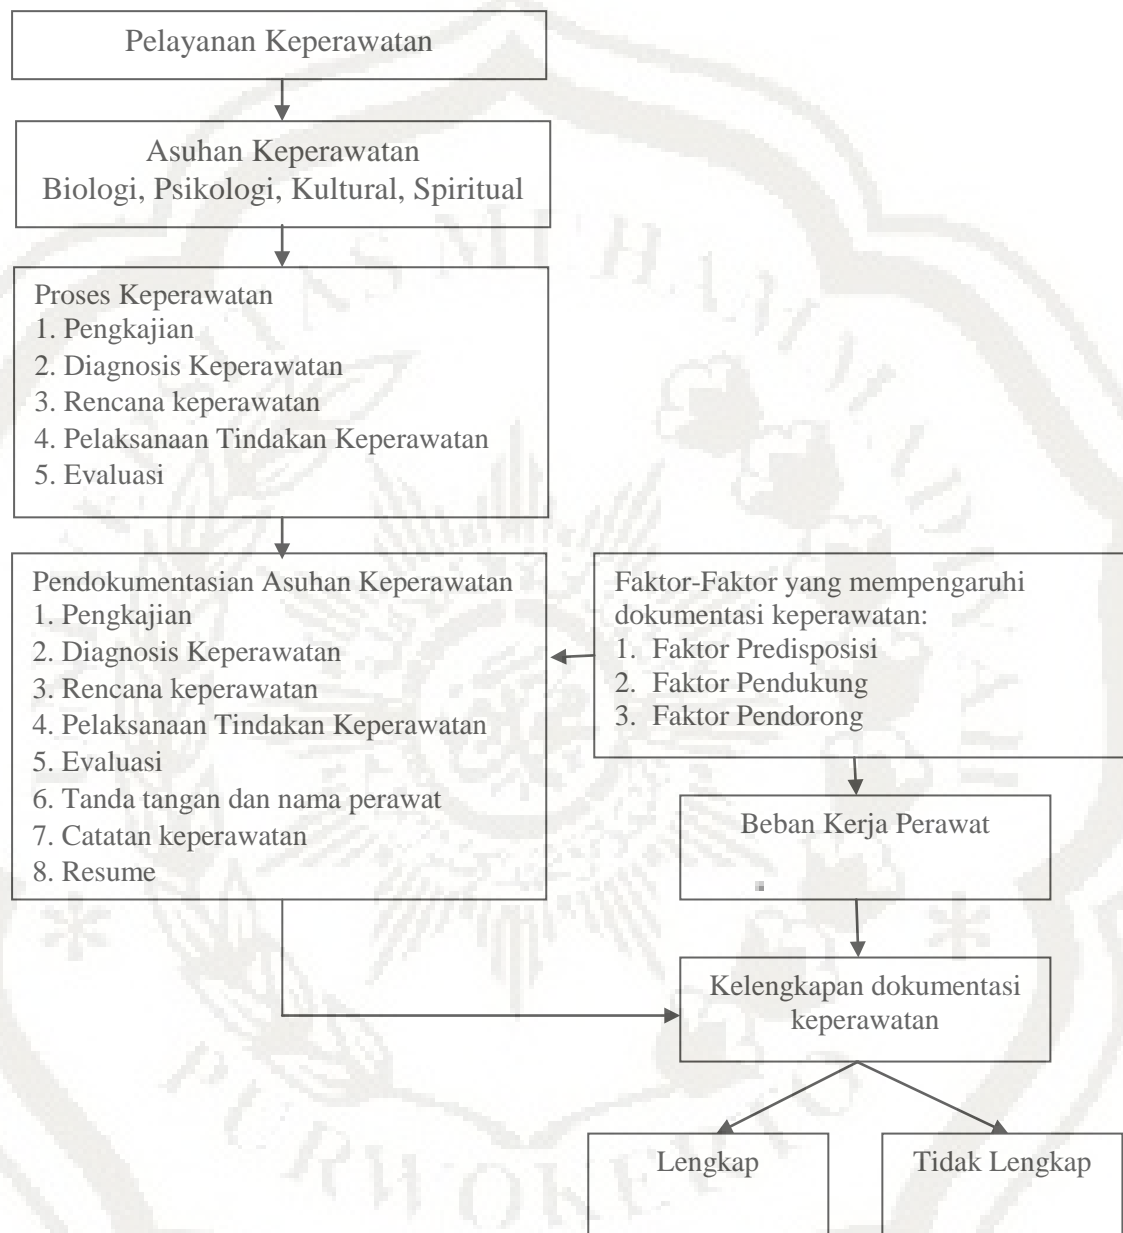 Pelayanan Keperawatan
Asuhan Keperawatan
Biologi, Psikologi, Kultural, Spiritual
Proses Keperawatan
1. Pengkajian
2. Diagnosis Keperawatan
3. Rencana keperawatan
4. Pelaksanaan Tindakan Keperawatan
5. Evaluasi
Pendokumentasian Asuhan Keperawatan
1. Pengkajian
2. Diagnosis Keperawatan
3. Rencana keperawatan
4. Pelaksanaan Tindakan Keperawatan
5. Evaluasi
6. Tanda tangan dan nama perawat
7. Catatan keperawatan
8. Resume
Faktor-Faktor yang mempengaruhi
dokumentasi keperawatan:
1. Faktor Predisposisi
2. Faktor Pendukung
3. Faktor Pendorong
Beban Kerja Perawat
Kelengkapan dokumentasi
keperawatan
Lengkap
Tidak Lengkap
PURWOKERTO